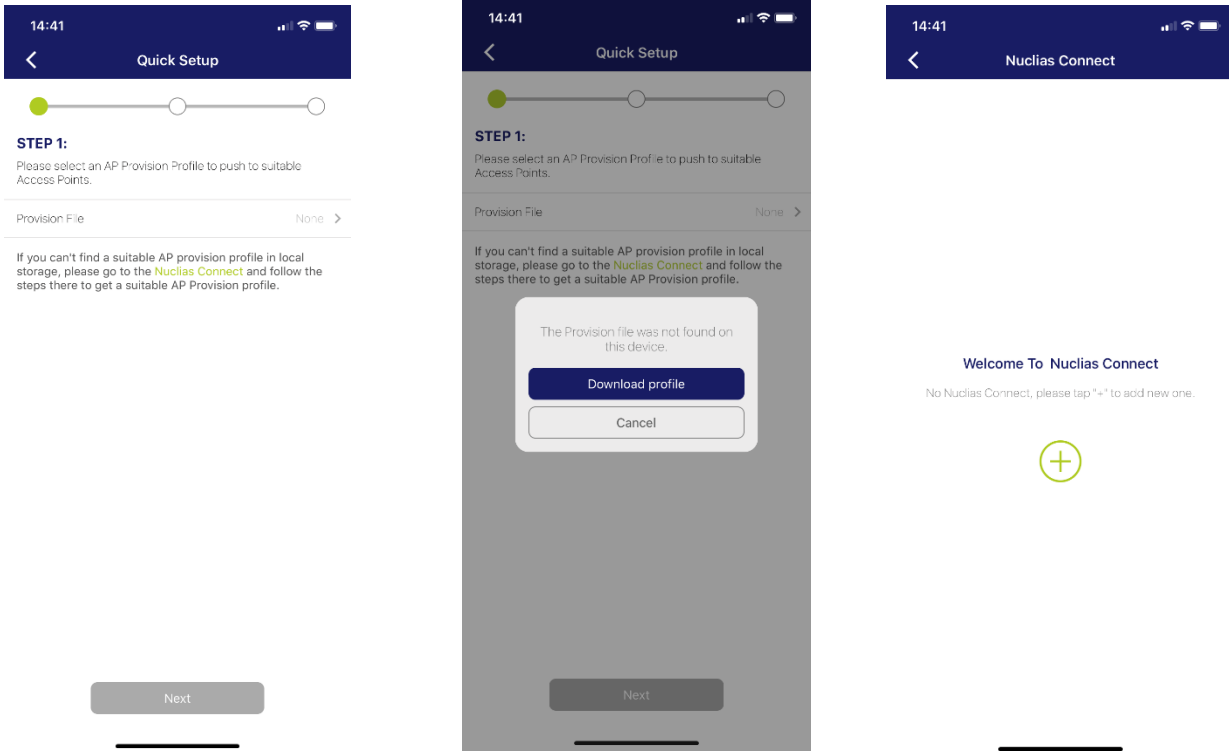 14:41
Quick Setup
STEP 1:
Please select an AP Provision Profile to push to suitable
Access Points.
Provision File
None
If you can't find a suitable AP provision profile in local
storage, please go to the Nuclias Connect and follow the
steps there to get a suitable AP Provision profile.
Next
14:41
Quick Setup
STEP 1:
Please select an AP Provision Profile to push to suitable
Access Points.
Provision File
None
If you can't find a suitable AP provision profile in local
storage, please go to the Nuclias Connect and follow the
steps there to get a suitable AP Provision profile.
The Provision file was not found on
this device.
Download profile
Cancel
Next
14:41
Nuclias Connect
Welcome To Nuclias Connect
No Nuclias Connect, please tap "+" to add new one.